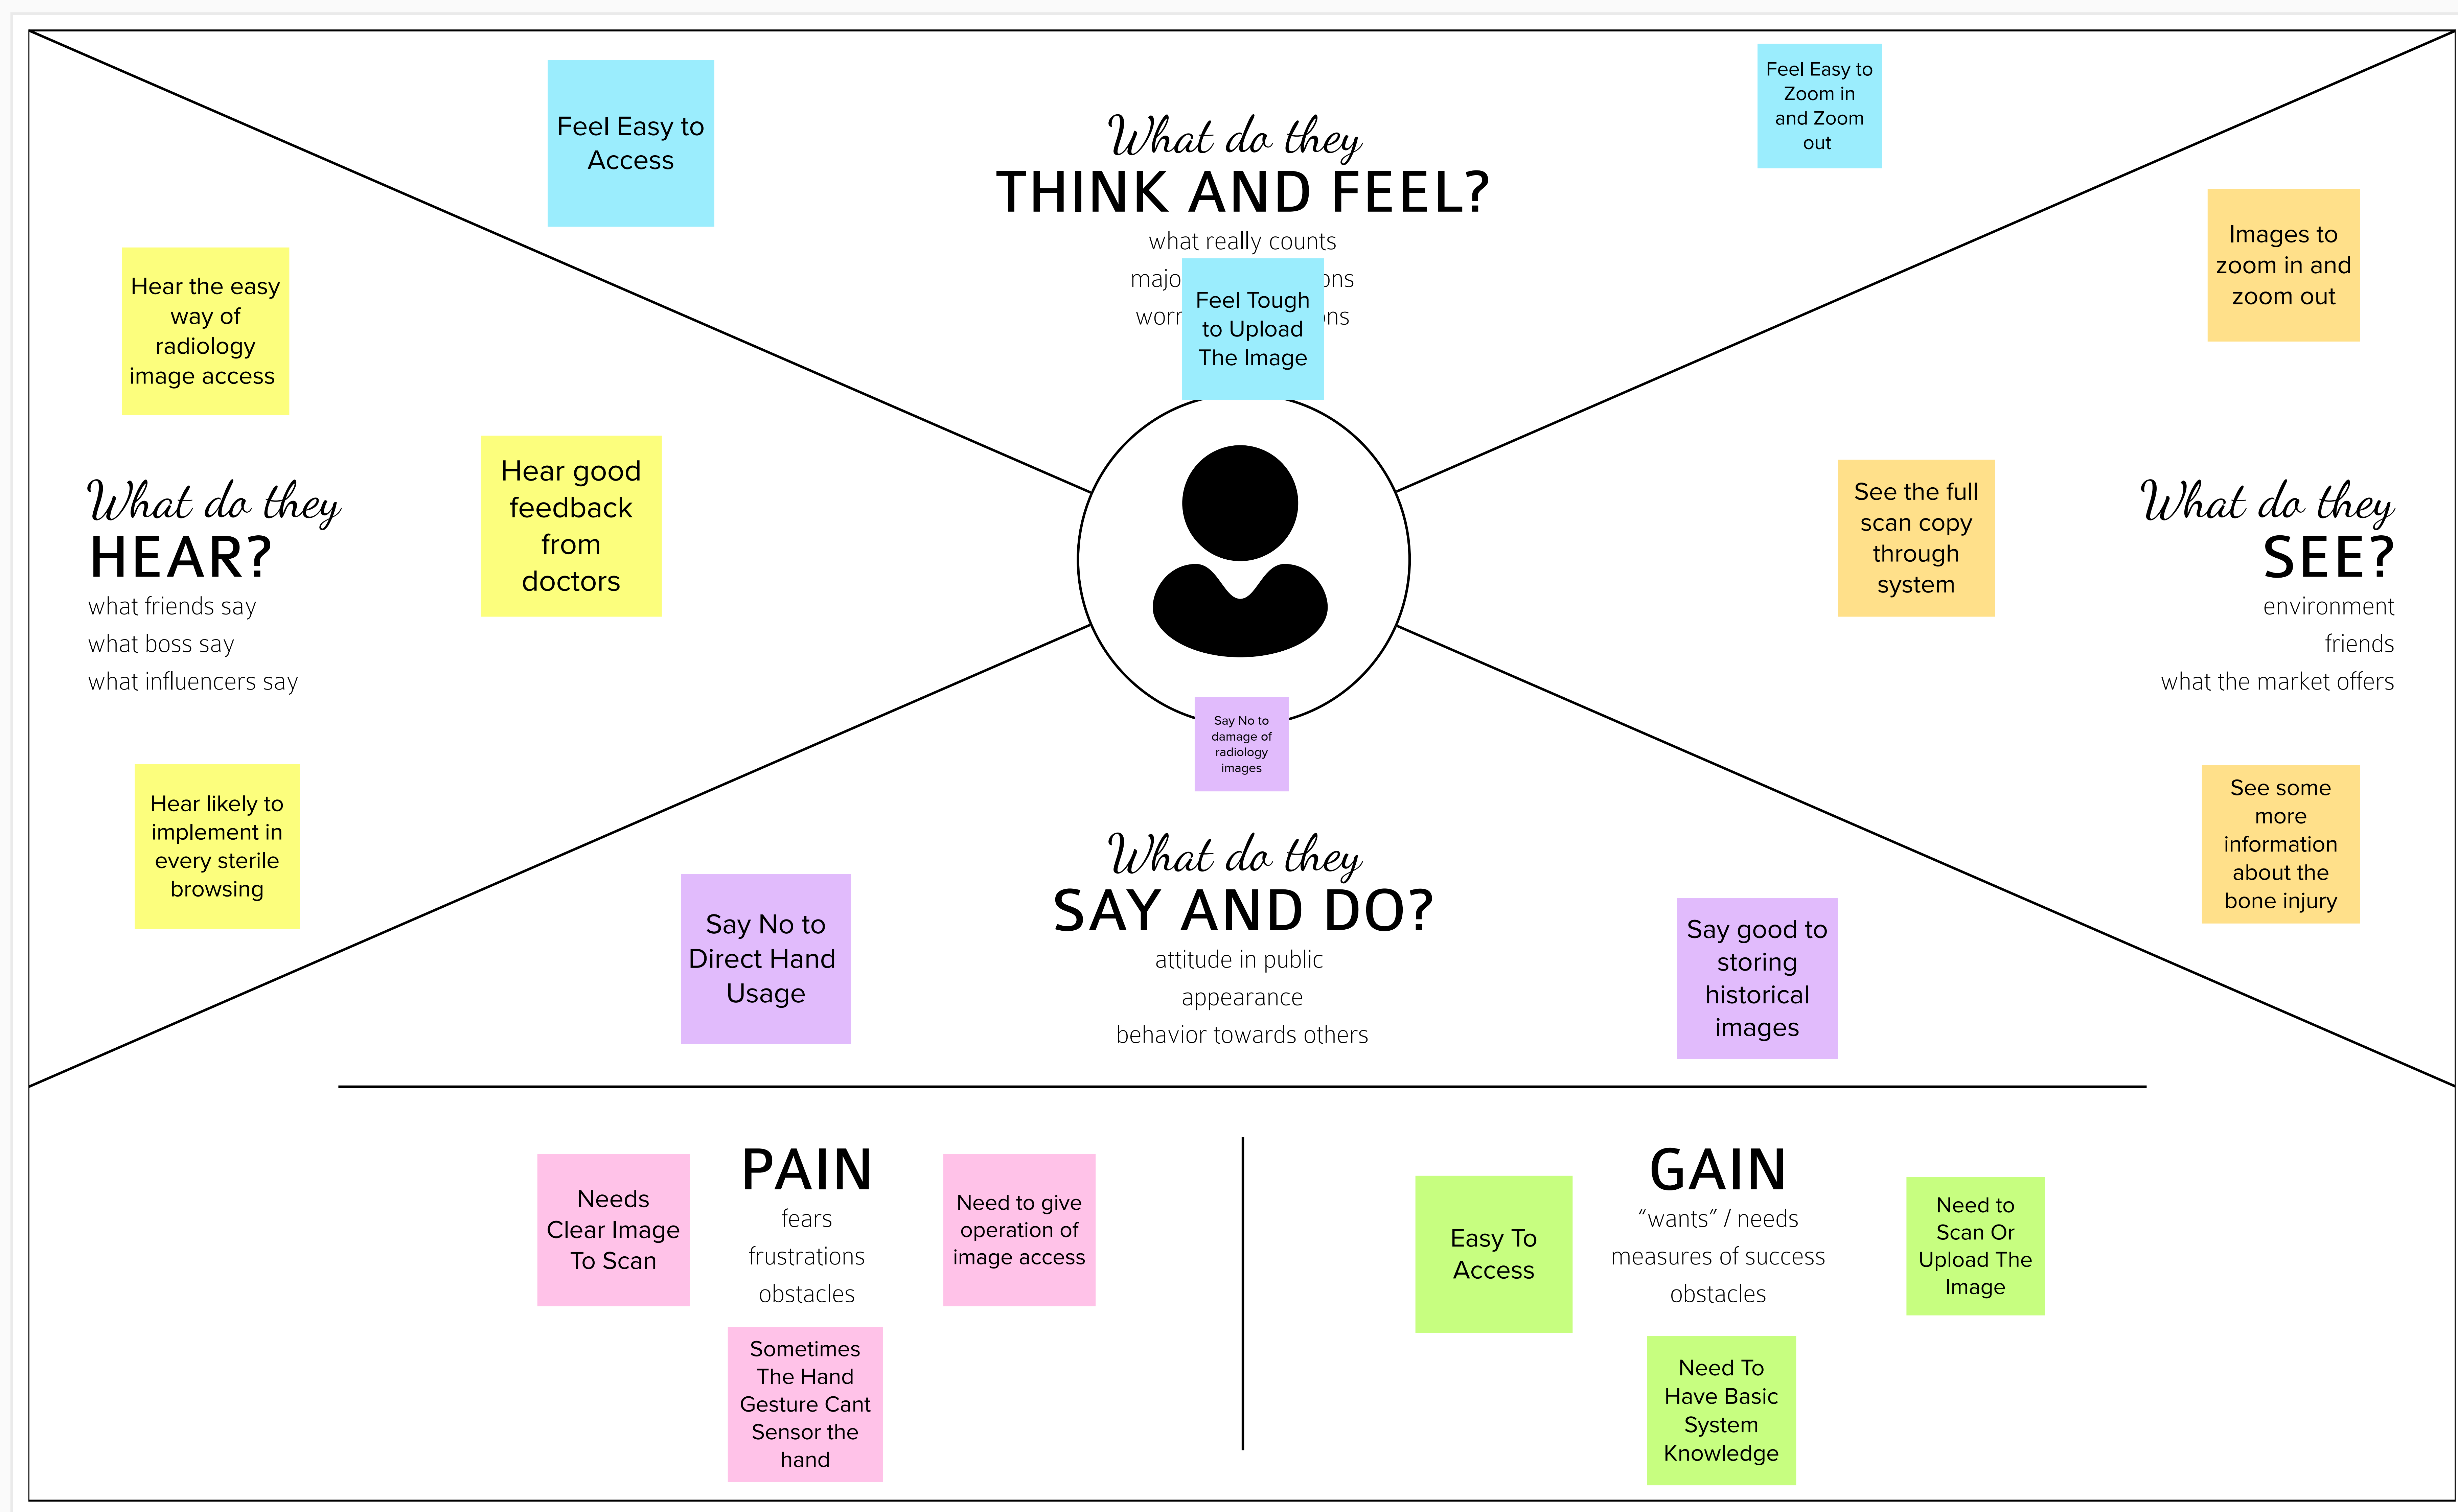 Feel Easy to
Access
What do they
THINK AND FEEL?
what really counts
majo
ons
worr
ons
Feel Tough
to Upload
The Image
Feel Easy to
Zoom in
and Zoom
out
Hear the easy
way of
radiology
image access
Hear good
feedback
from
doctors
What do they
HEAR?
what friends say
what boss say
what influencers say
Hear likely to
implement in
every sterile
browsing
Images to
zoom in and
zoom out
See the full
scan copy
through
system
What do they
SEE?
environment
friends
what the market offers
See some
more
information
about the
bone injury
Say No to
damage of
radiology
images
What do they
SAY AND DO?
attitude in public
appearance
behavior towards others
Say No to
Direct Hand
Usage
Say good to
storing
historical
images
PAIN
fears
frustrations
obstacles
Needs
Clear Image
To Scan
Need to give
operation of
image access
Sometimes
The Hand
Gesture Cant
Sensor the
hand
GAIN
“wants” / needs
measures of success
obstacles
Easy To
Access
Need to
Scan Or
Upload The
Image
Need To
Have Basic
System
Knowledge